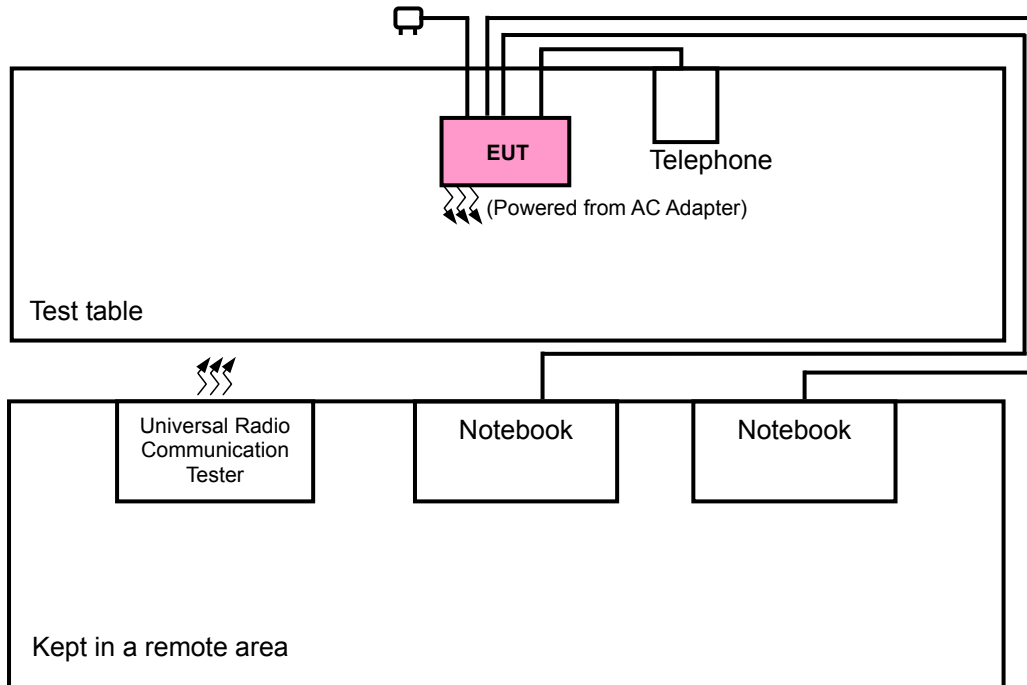 EUT
Telephone
(Powered from AC Adapter)
Test table
Universal Radio
Communication
Tester
Notebook
Notebook
Kept in a remote area